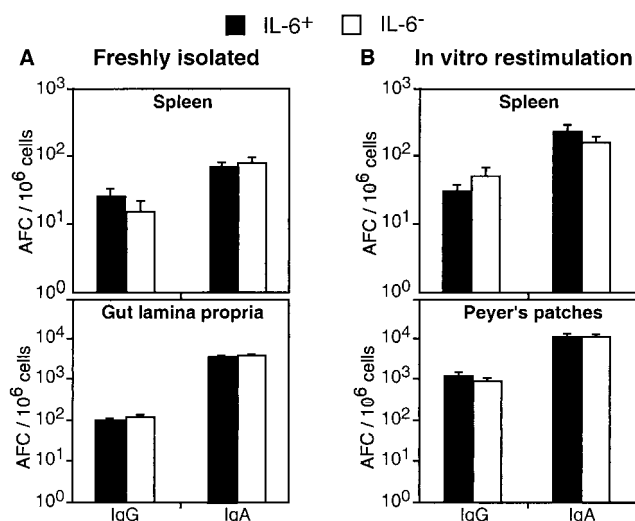 IL-6⁺ IL-6⁻
A Freshly isolated
B In vitro restimulation
Spleen
10³
10²
10¹
10⁰
AFC / 10⁶ cells
Gut lamina propria
10⁴
10³
10²
10¹
10⁰
AFC / 10⁶ cells
IgG IgA
Spleen
10³
10²
10¹
10⁰
AFC / 10⁶ cells
Peyer's patches
10⁴
10³
10²
10¹
10⁰
AFC / 10⁶ cells
IgG IgA